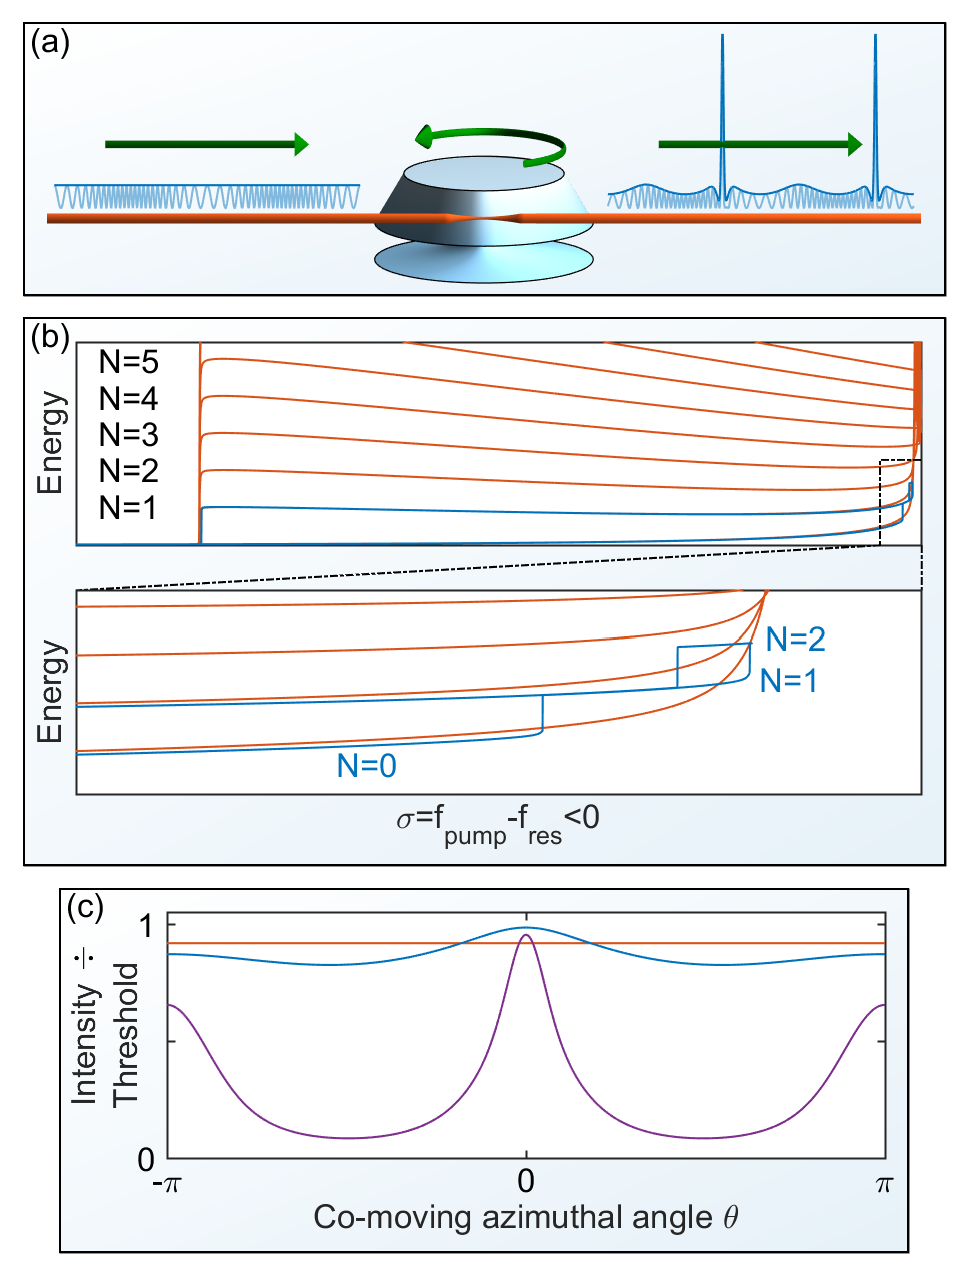 (a)
(b)
Energy
N=5
N=4
N=3
N=2
N=1
Energy
N=2
N=1
N=0
σ=f_pump-f_res<0
(c)
Intensity ÷
Threshold
1
0
-π
0
π
Co-moving azimuthal angle θ